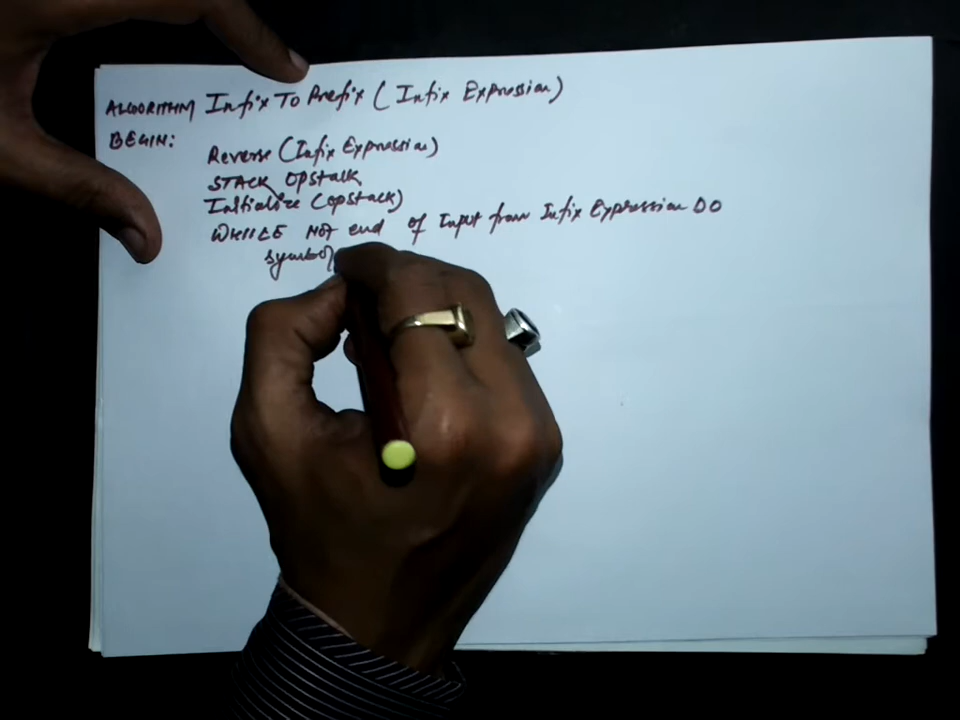 ALGORITHM Infix To Prefix (Infix Expression)
BEGIN:
Reverse (Infix Expression)
STACK OPStack
Initialize (opstack)
WHILE Not end of Input from Infix Expression DO
symbol